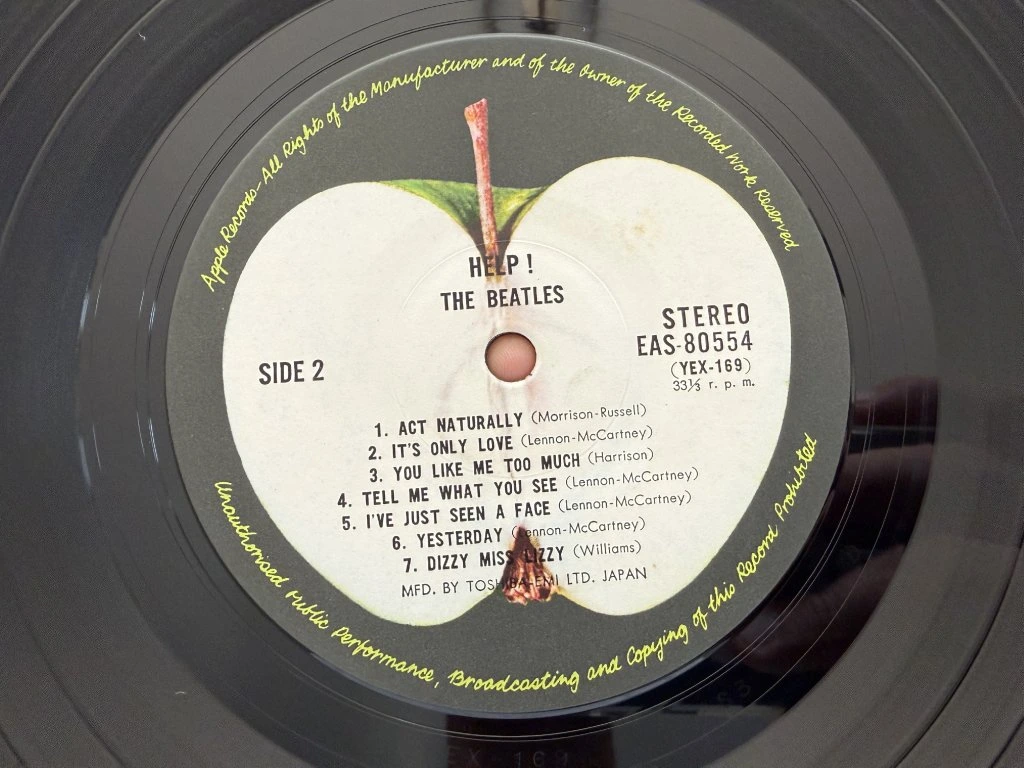 Apple Records-All Rights of the Manufacturer and of the Owner of the Recorded Work Reserved
HELP !
THE BEATLES
STEREO
EAS-80554
(YEX-169)
33⅓ r. p. m.
SIDE 2
1. ACT NATURALLY (Morrison-Russell)
2. IT'S ONLY LOVE (Lennon-McCartney)
3. YOU LIKE ME TOO MUCH (Harrison)
4. TELL ME WHAT YOU SEE (Lennon-McCartney)
5. I'VE JUST SEEN A FACE (Lennon-McCartney)
6. YESTERDAY (Lennon-McCartney)
7. DIZZY MISS LIZZY (Williams)
MFD. BY TOSHIBA-EMI LTD. JAPAN
Unauthorised Public Performance, Broadcasting and Copying of this Record Prohibited